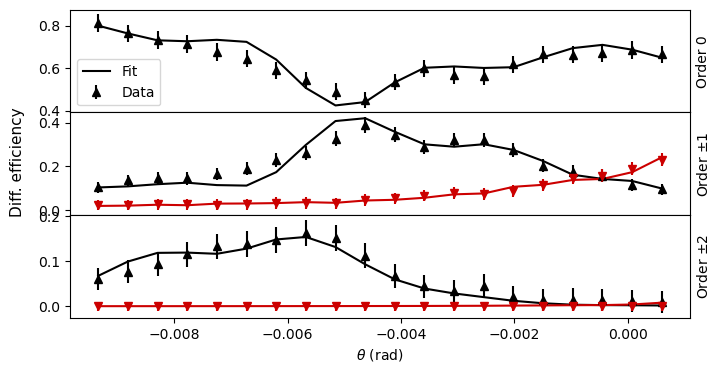 0.8
0.6
0.4
Fit
Data
Order 0
0.4
0.2
0.0
Order ±1
Diff. efficiency
0.2
0.1
0.0
Order ±2
−0.008
−0.006
−0.004
−0.002
0.000
θ (rad)